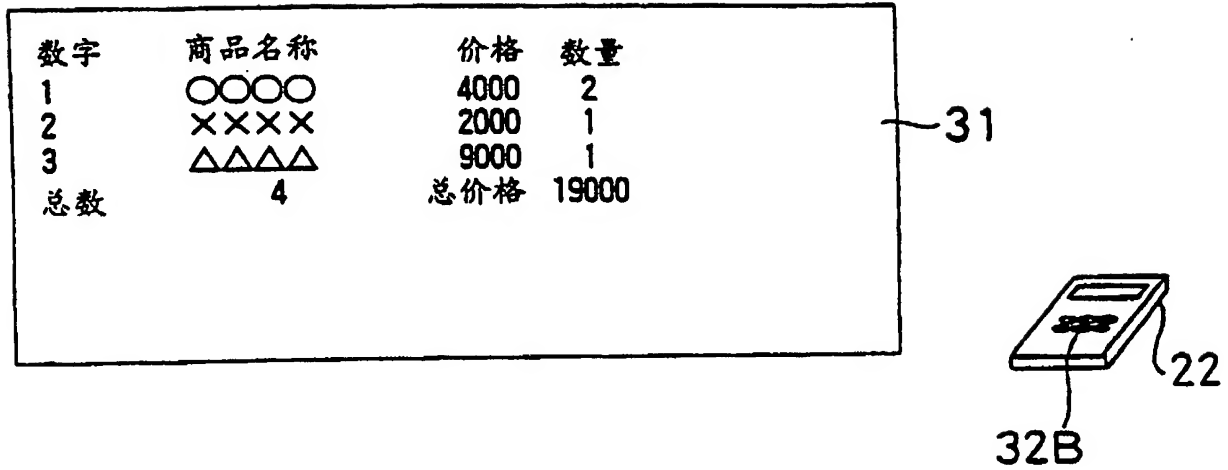 数字 商品名称 价格 数量
1 ○○○○ 4000 2
2 ×××× 2000 1
3 △△△△ 9000 1
总数 4 总价格 19000
31
22
32B